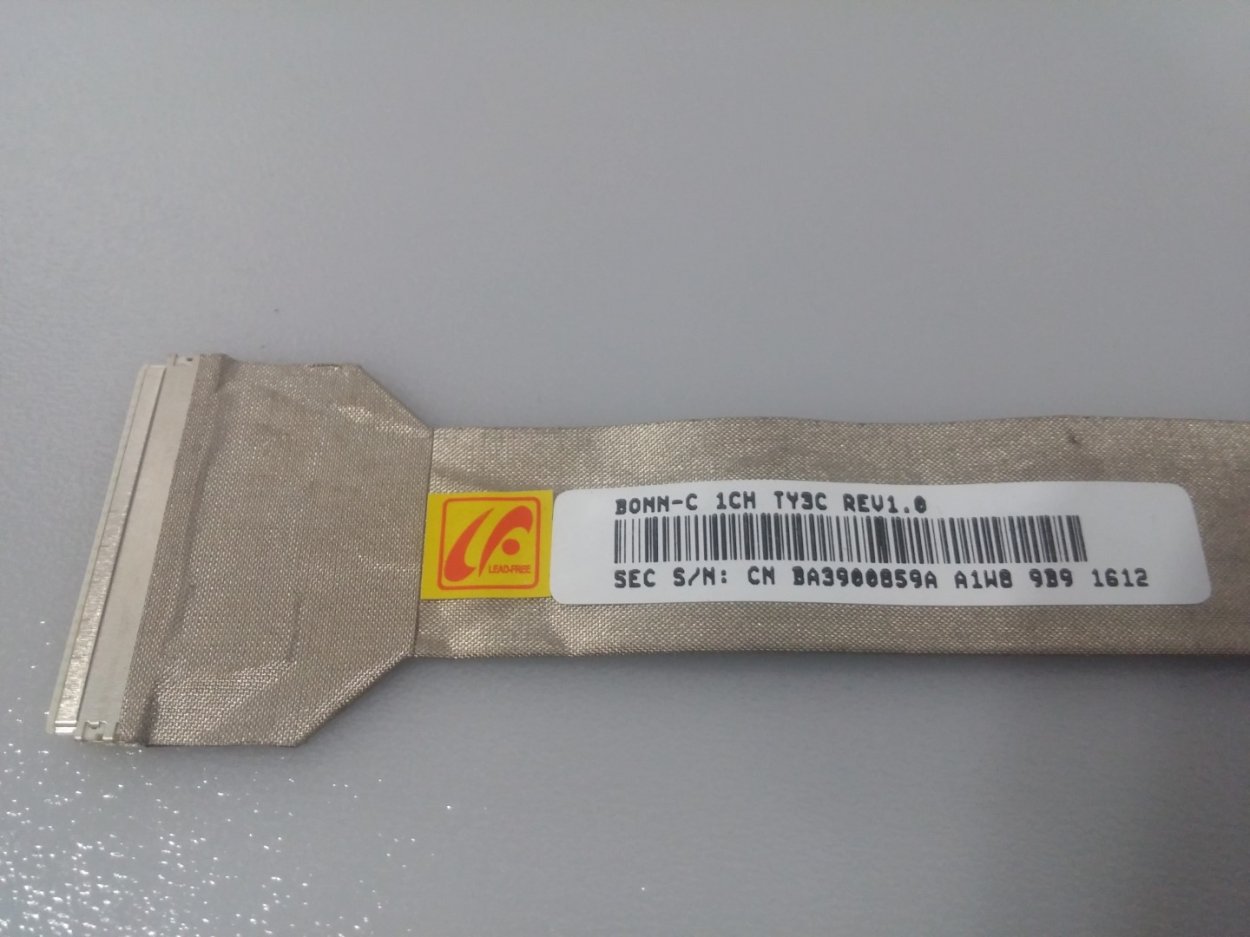 BONN-C 1CH TY3C REV1.0
LEAD-FREE
SEC S/N: CN BA3900859A A1W8 9B9 1612